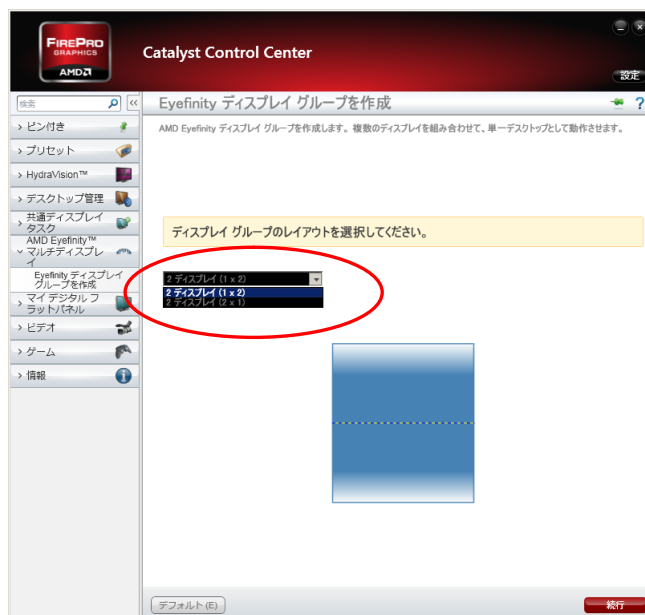 FIREPRO
GRAPHICS
AMD
Catalyst Control Center
設定
検索
Eyefinity ディスプレイ グループを作成
?
ピン付き
AMD Eyefinity ディスプレイ グループを作成します。複数のディスプレイを組み合わせて、単一デスクトップとして動作させます。
プリセット
HydraVision™
デスクトップ管理
共通ディスプレイ
タスク
AMD Eyefinity™
マルチディスプレ
イ
Eyefinity ディスプレイ
グループを作成
マイ デジタル フ
ラットパネル
ビデオ
ゲーム
情報
ディスプレイ グループのレイアウトを選択してください。
2 ディスプレイ (1 x 2)
2 ディスプレイ (1 x 2)
2 ディスプレイ (2 x 1)
デフォルト(E)
続行